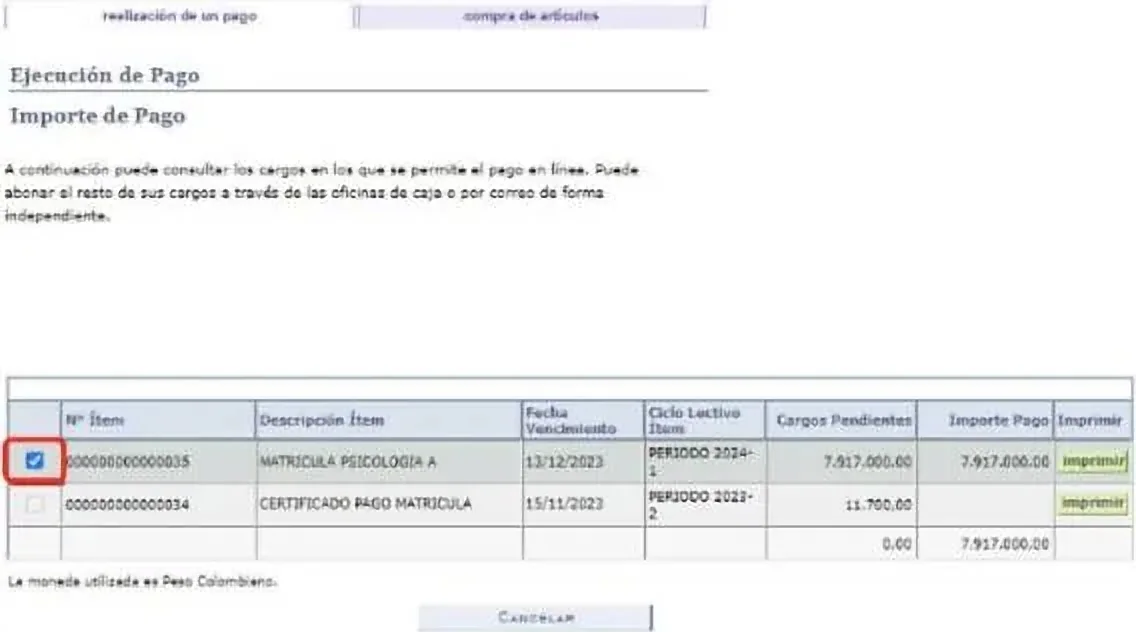 realización de un pago
compra de artículos
Ejecución de Pago
Importe de Pago
A continuación puede consultar los cargos en los que se permite el pago en línea. Puede
abonar el resto de sus cargos a través de las oficinas de caja o por correo de forma
independiente.
Nº Ítem Descripción Ítem Fecha Vencimiento Ciclo Lectivo Ítem Cargos Pendientes Importe Pago Imprimir
000000000000035 MATRICULA PSICOLOGIA A 13/12/2023 PERIODO 2024-1 7.917.000,00 7.917.000,00 imprimir
000000000000034 CERTIFICADO PAGO MATRICULA 15/11/2023 PERIODO 2023-2 11.700,00 imprimir
0,00 7.917.000,00
La moneda utilizada es Peso Colombiano.
CANCELAR